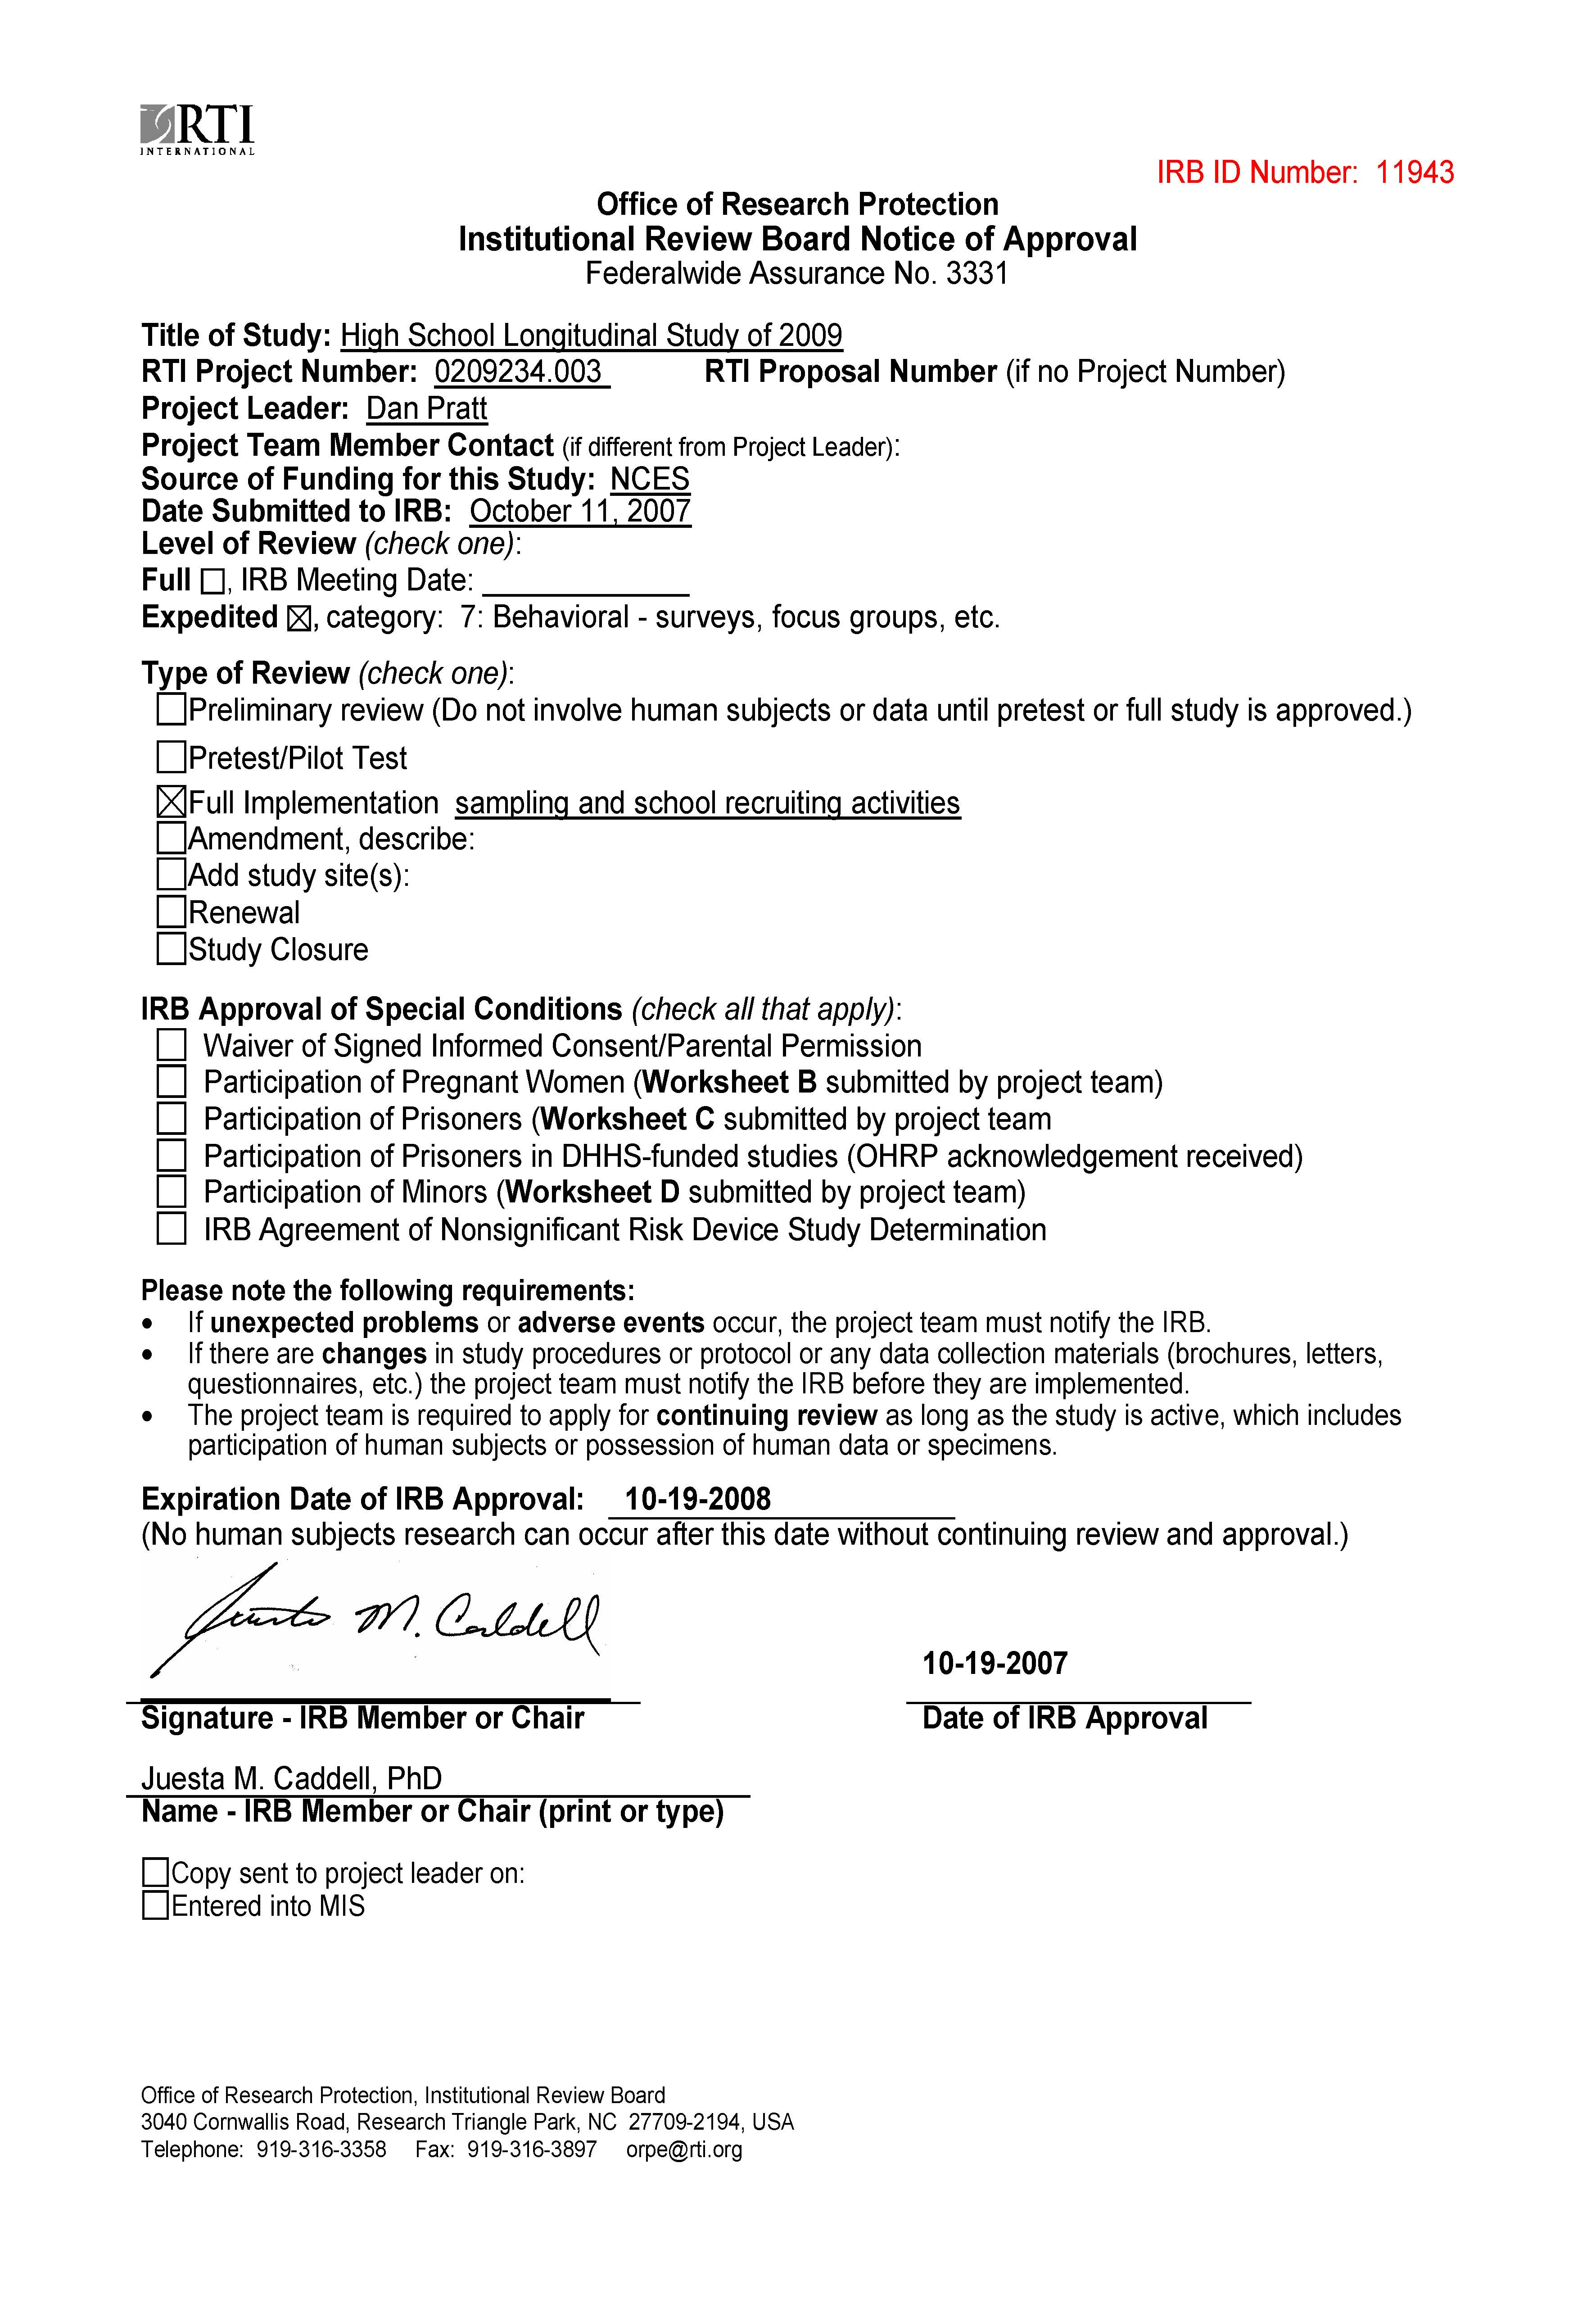 RTI
INTERNATIONAL
IRB ID Number: 11943
Office of Research Protection
Institutional Review Board Notice of Approval
Federalwide Assurance No. 3331
Title of Study: High School Longitudinal Study of 2009
RTI Project Number: 0209234.003 RTI Proposal Number (if no Project Number)
Project Leader: Dan Pratt
Project Team Member Contact (if different from Project Leader):
Source of Funding for this Study: NCES
Date Submitted to IRB: October 11, 2007
Level of Review (check one):
Full ☐, IRB Meeting Date:
Expedited ☒, category: 7: Behavioral - surveys, focus groups, etc.
Type of Review (check one):
☐Preliminary review (Do not involve human subjects or data until pretest or full study is approved.)
☐Pretest/Pilot Test
☒Full Implementation sampling and school recruiting activities
☐Amendment, describe:
☐Add study site(s):
☐Renewal
☐Study Closure
IRB Approval of Special Conditions (check all that apply):
☐ Waiver of Signed Informed Consent/Parental Permission
☐ Participation of Pregnant Women (Worksheet B submitted by project team)
☐ Participation of Prisoners (Worksheet C submitted by project team
☐ Participation of Prisoners in DHHS-funded studies (OHRP acknowledgement received)
☐ Participation of Minors (Worksheet D submitted by project team)
☐ IRB Agreement of Nonsignificant Risk Device Study Determination
Please note the following requirements:
• If unexpected problems or adverse events occur, the project team must notify the IRB.
• If there are changes in study procedures or protocol or any data collection materials (brochures, letters,
questionnaires, etc.) the project team must notify the IRB before they are implemented.
• The project team is required to apply for continuing review as long as the study is active, which includes
participation of human subjects or possession of human data or specimens.
Expiration Date of IRB Approval: 10-19-2008
(No human subjects research can occur after this date without continuing review and approval.)
Juesta M. Caddell
10-19-2007
Signature - IRB Member or Chair Date of IRB Approval
Juesta M. Caddell, PhD
Name - IRB Member or Chair (print or type)
☐Copy sent to project leader on:
☐Entered into MIS
Office of Research Protection, Institutional Review Board
3040 Cornwallis Road, Research Triangle Park, NC 27709-2194, USA
Telephone: 919-316-3358 Fax: 919-316-3897 orpe@rti.org